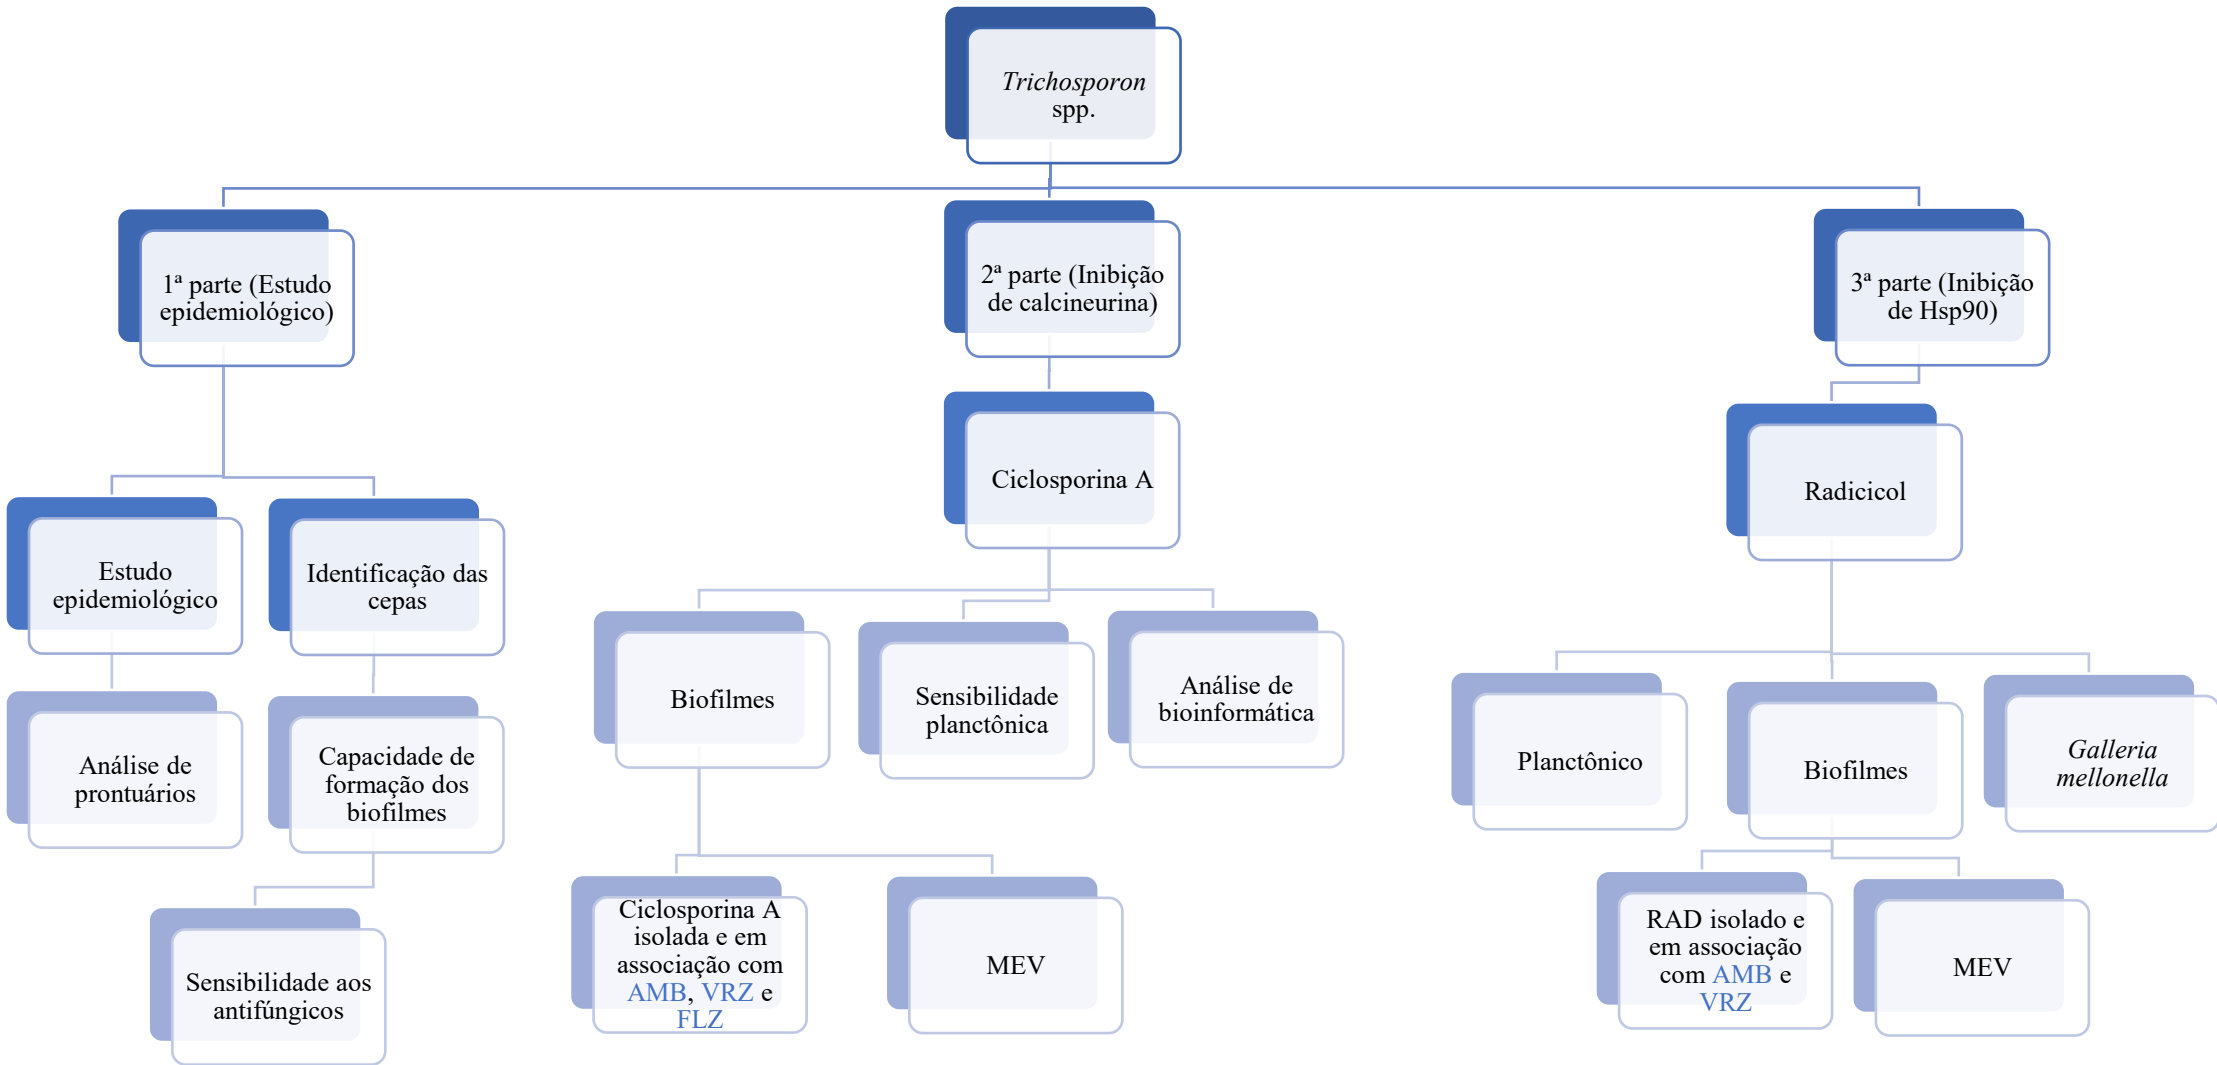 Trichosporon
spp.
1ª parte (Estudo
epidemiológico)
2ª parte (Inibição
de calcineurina)
3ª parte (Inibição
de Hsp90)
Ciclosporina A
Radicicol
Estudo
epidemiológico
Identificação das
cepas
Biofilmes
Sensibilidade
planctônica
Análise de
bioinformática
Planctônico
Biofilmes
Galleria
mellonella
Análise de
prontuários
Capacidade de
formação dos
biofilmes
Ciclosporina A
isolada e em
associação com
AMB, VRZ e
FLZ
MEV
RAD isolado e
em associação
com AMB e
VRZ
MEV
Sensibilidade aos
antifúngicos